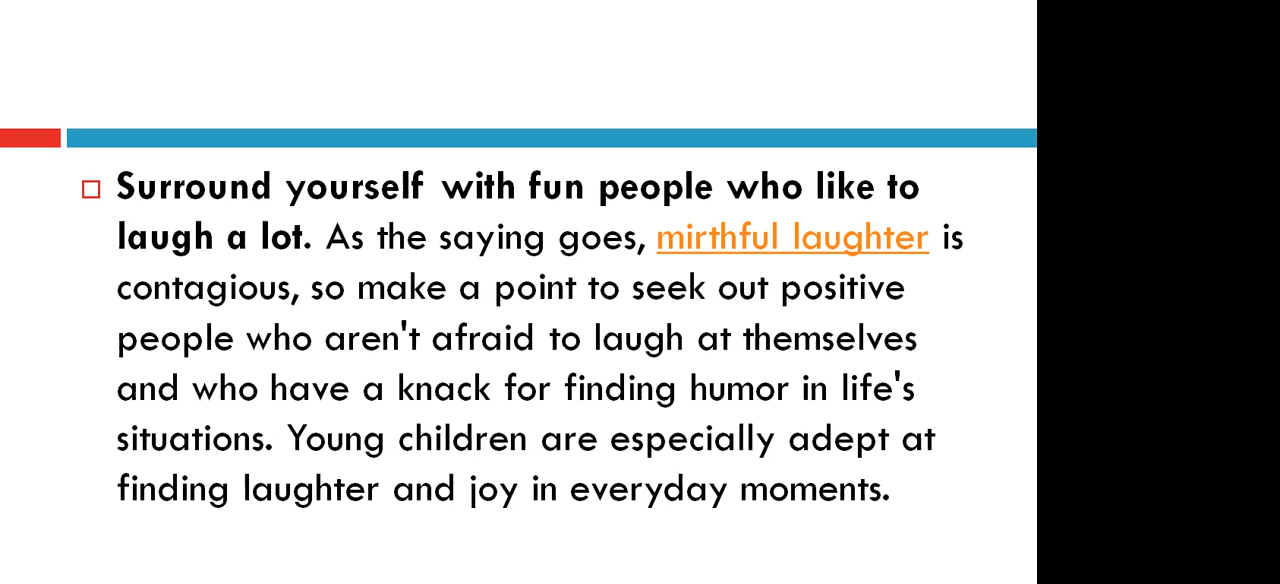 Surround yourself with fun people who like to
laugh a lot. As the saying goes, mirthful laughter is
contagious, so make a point to seek out positive
people who aren't afraid to laugh at themselves
and who have a knack for finding humor in life's
situations. Young children are especially adept at
finding laughter and joy in everyday moments.